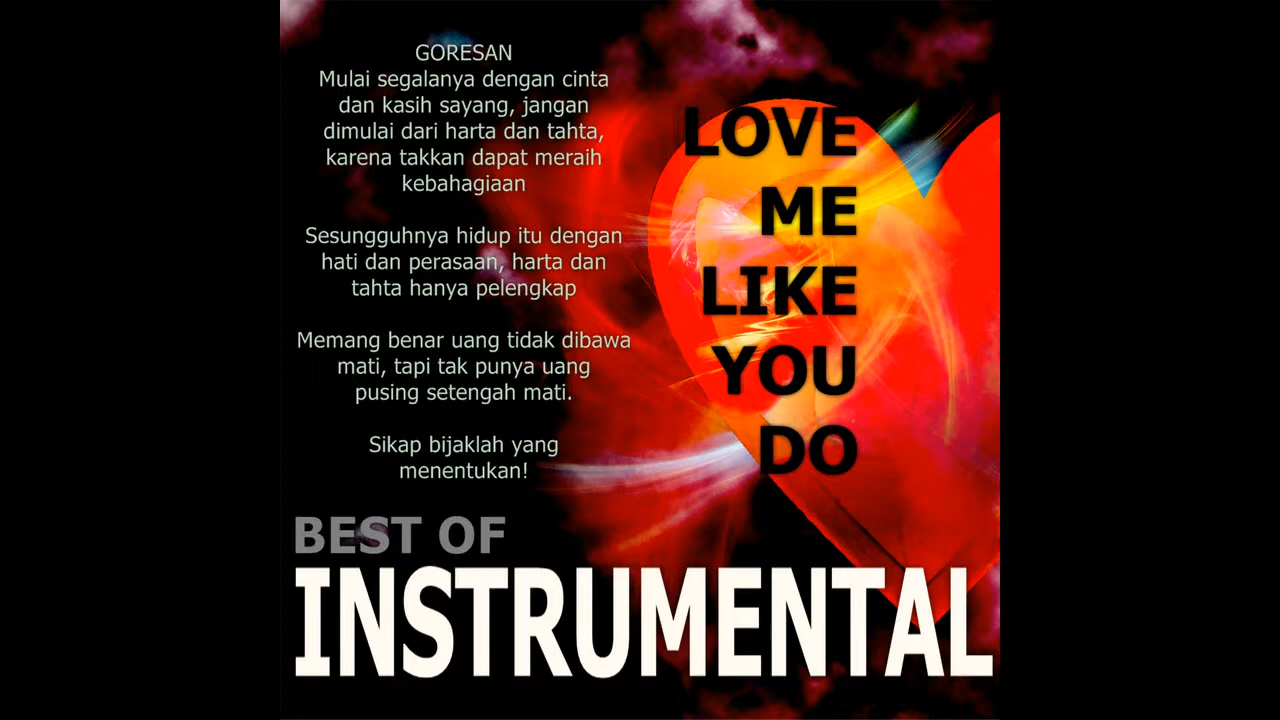 GORESAN
Mulai segalanya dengan cinta
dan kasih sayang, jangan
dimulai dari harta dan tahta,
karena takkan dapat meraih
kebahagiaan
Sesungguhnya hidup itu dengan
hati dan perasaan, harta dan
tahta hanya pelengkap
Memang benar uang tidak dibawa
mati, tapi tak punya uang
pusing setengah mati.
Sikap bijaklah yang
menentukan!
LOVE
ME
LIKE
YOU
DO
BEST OF
INSTRUMENTAL